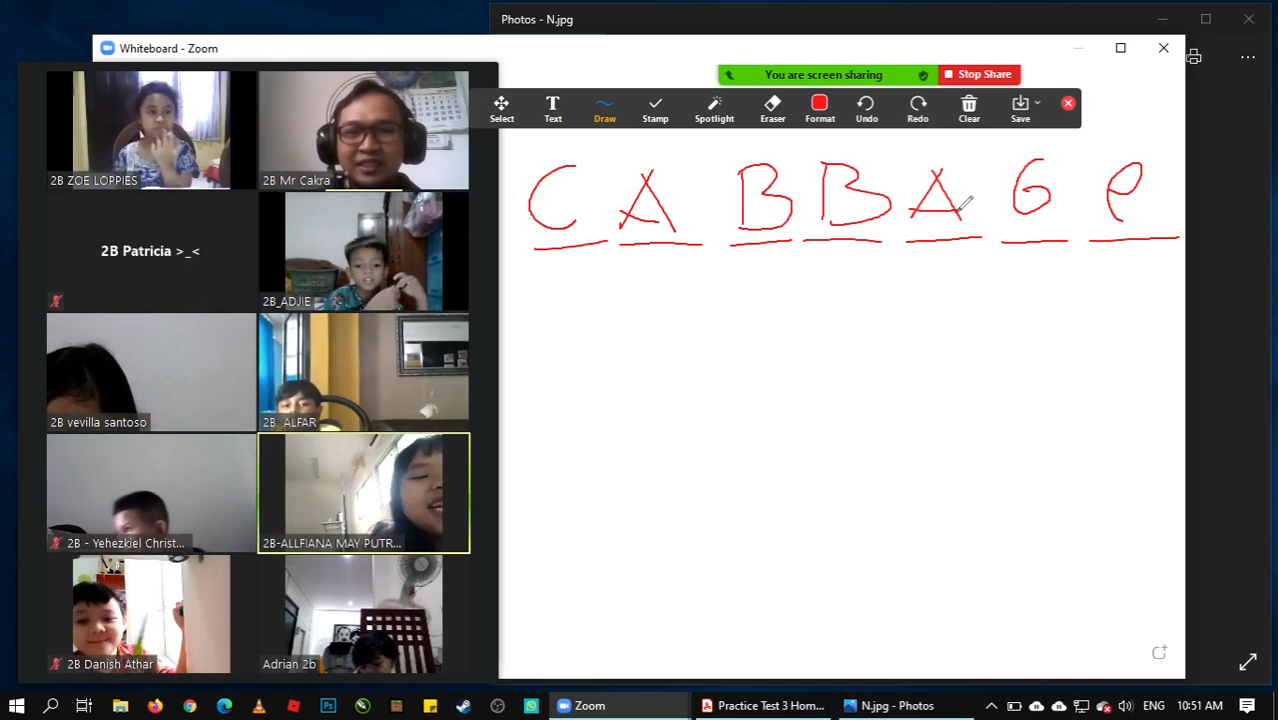 Photos - N.jpg
Whiteboard - Zoom
You are screen sharing
Stop Share
Select
Text
Draw
Stamp
Spotlight
Eraser
Format
Undo
Redo
Clear
Save
C A B B A G e
2B ZOE LOPPIES
2B Mr Cakra
2B Patricia >_<
2B_ADJIE
2B vevilla santoso
2B_ALFAR
2B - Yehezkiel Christ...
2B-ALLFIANA MAY PUTR...
2B Danish Athar
Adrian 2b
Zoom
Practice Test 3 Hom...
N.jpg - Photos
ENG
10:51 AM